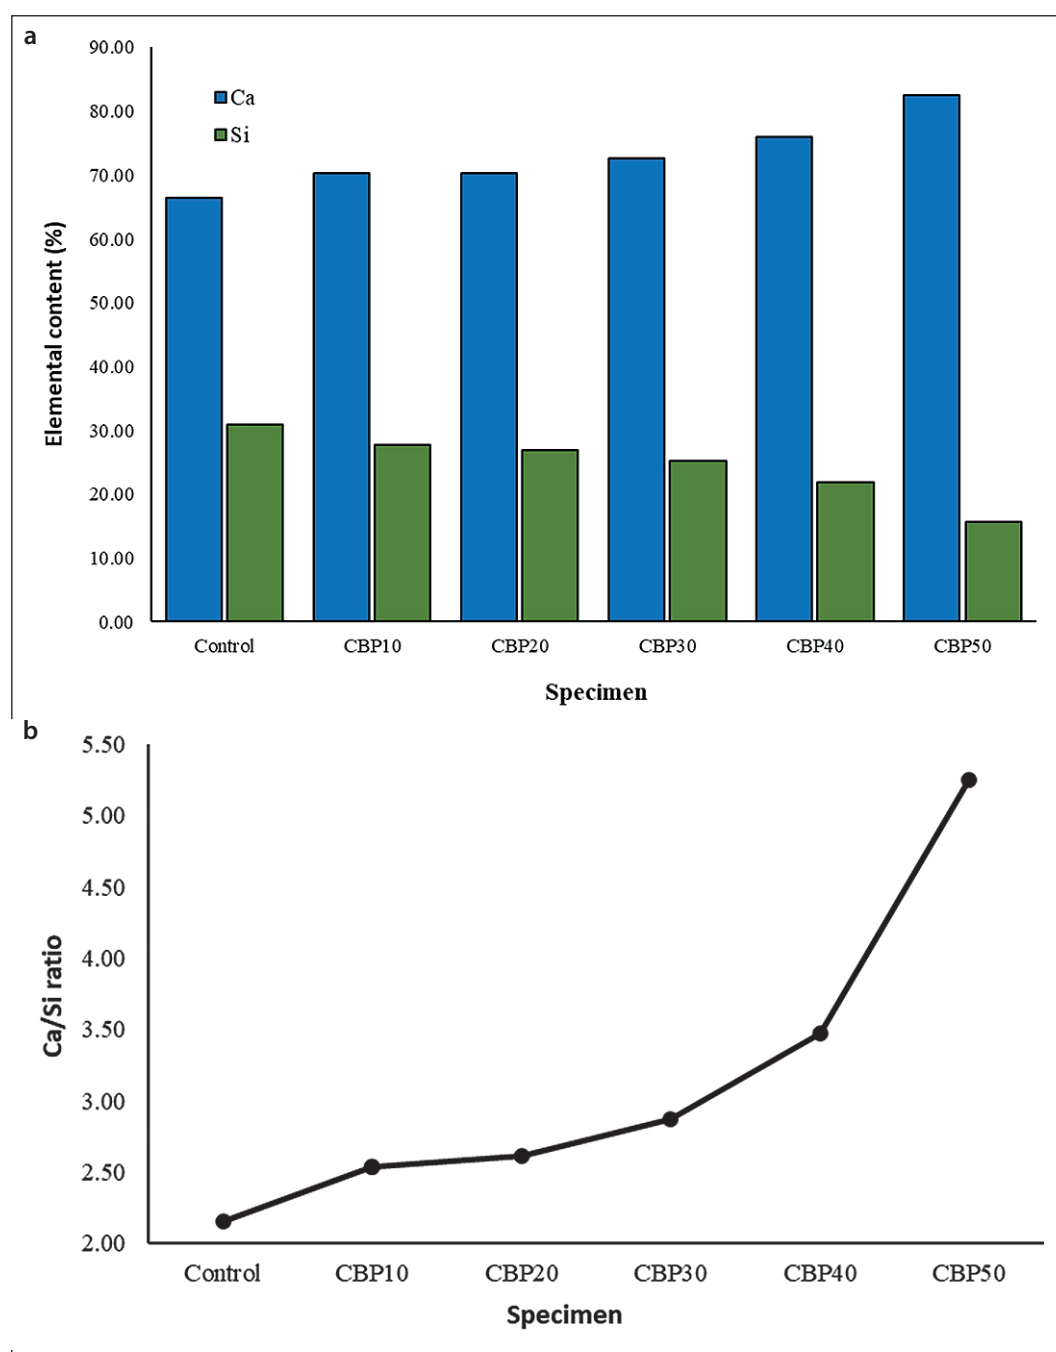 a
90.00
80.00
70.00
60.00
50.00
40.00
30.00
20.00
10.00
0.00
Elemental content (%)
Ca
Si
Control CBP10 CBP20 CBP30 CBP40 CBP50
Specimen
b
5.50
5.00
4.50
4.00
3.50
3.00
2.50
2.00
Ca/Si ratio
Control CBP10 CBP20 CBP30 CBP40 CBP50
Specimen